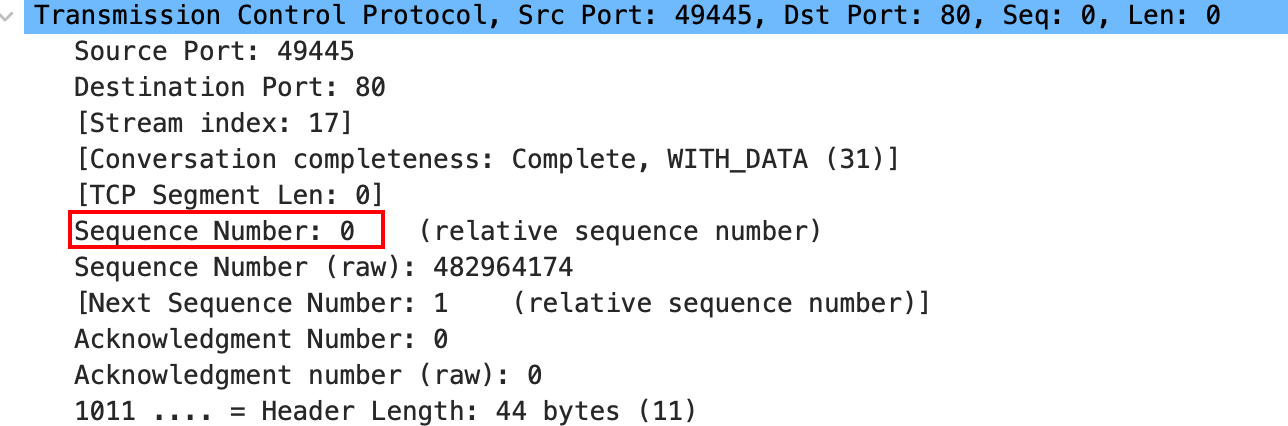 Transmission Control Protocol, Src Port: 49445, Dst Port: 80, Seq: 0, Len: 0
Source Port: 49445
Destination Port: 80
[Stream index: 17]
[Conversation completeness: Complete, WITH_DATA (31)]
[TCP Segment Len: 0]
Sequence Number: 0    (relative sequence number)
Sequence Number (raw): 482964174
[Next Sequence Number: 1    (relative sequence number)]
Acknowledgment Number: 0
Acknowledgment number (raw): 0
1011 .... = Header Length: 44 bytes (11)